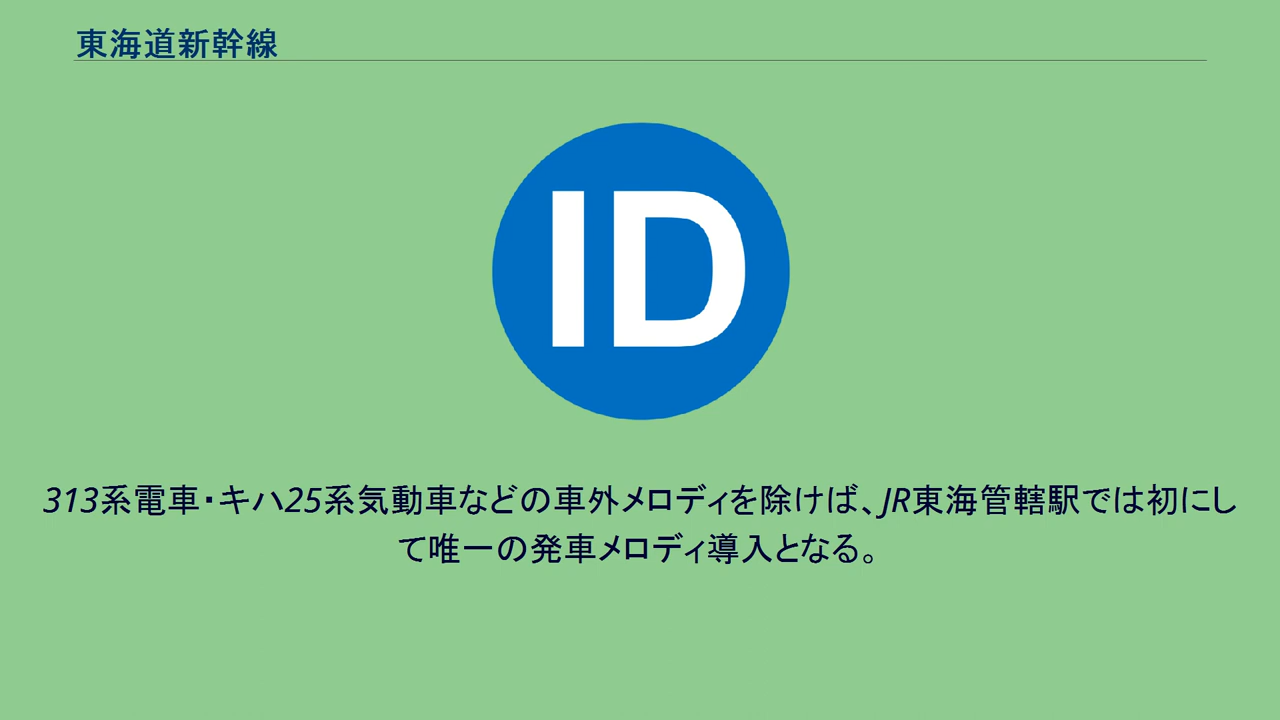 東海道新幹線
ID
313系電車・キハ25系気動車などの車外メロディを除けば、JR東海管轄駅では初にし
て唯一の発車メロディ導入となる。